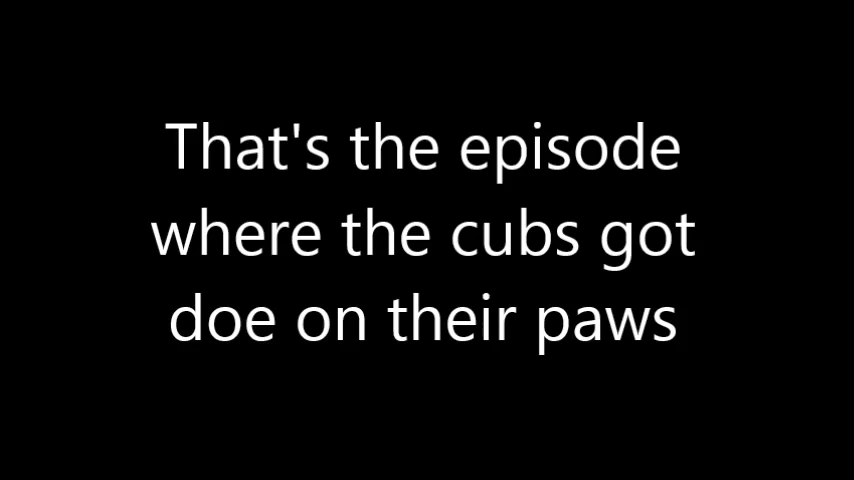 That's the episode
where the cubs got
doe on their paws